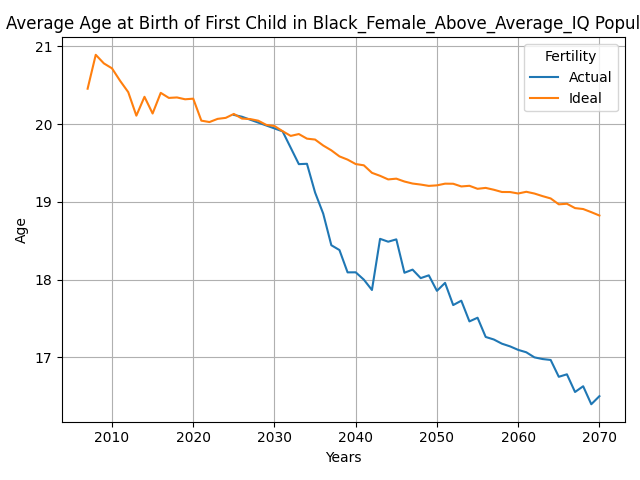 Average Age at Birth of First Child in Black_Female_Above_Average_IQ Popul
21
20
19
18
17
Age
Fertility
Actual
Ideal
2010 2020 2030 2040 2050 2060 2070
Years